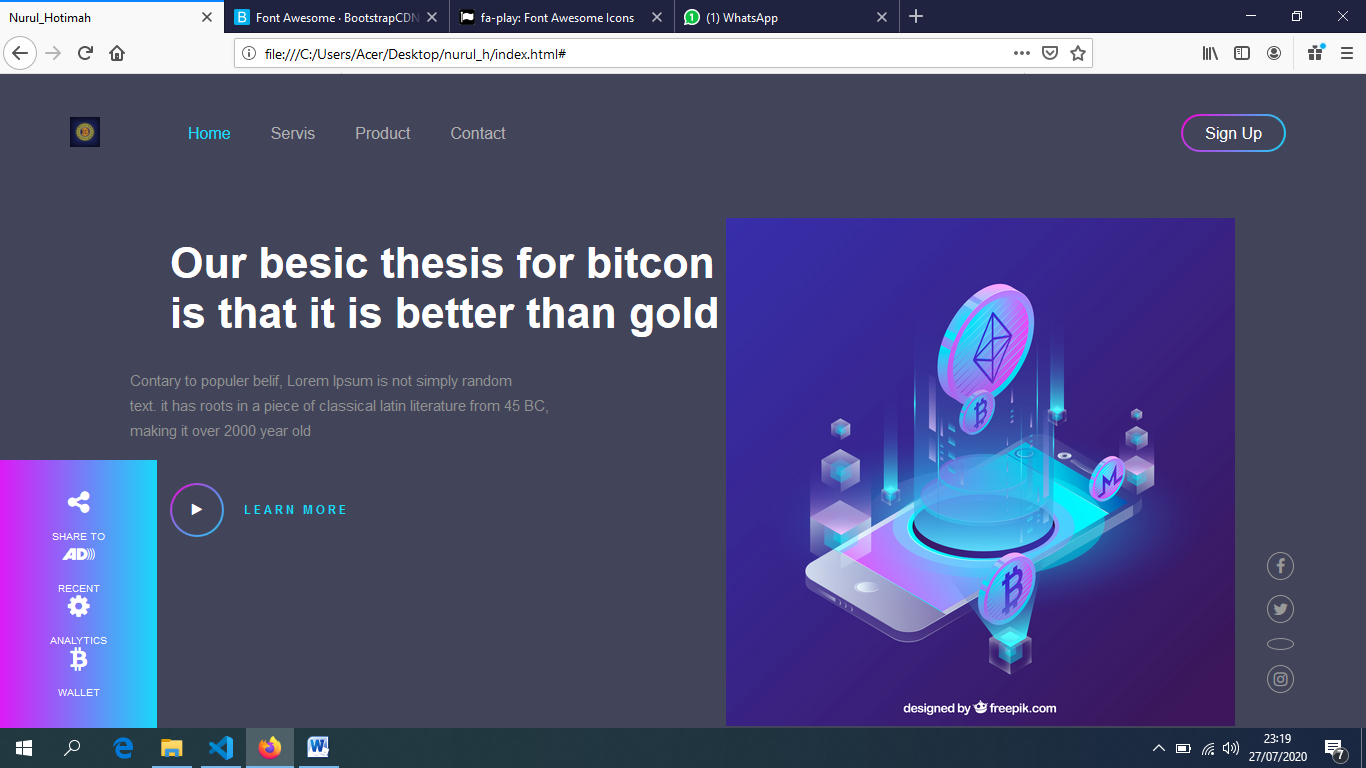 Nurul_Hotimah
Font Awesome · BootstrapCDN
fa-play: Font Awesome Icons
(1) WhatsApp
file:///C:/Users/Acer/Desktop/nurul_h/index.html#
Home Servis Product Contact
Sign Up
Our besic thesis for bitcon
is that it is better than gold
Contary to populer belif, Lorem Ipsum is not simply random
text. it has roots in a piece of classical latin literature from 45 BC,
making it over 2000 year old
LEARN MORE
SHARE TO
AD
RECENT
ANALYTICS
WALLET
designed by freepik.com
23:19
27/07/2020
7